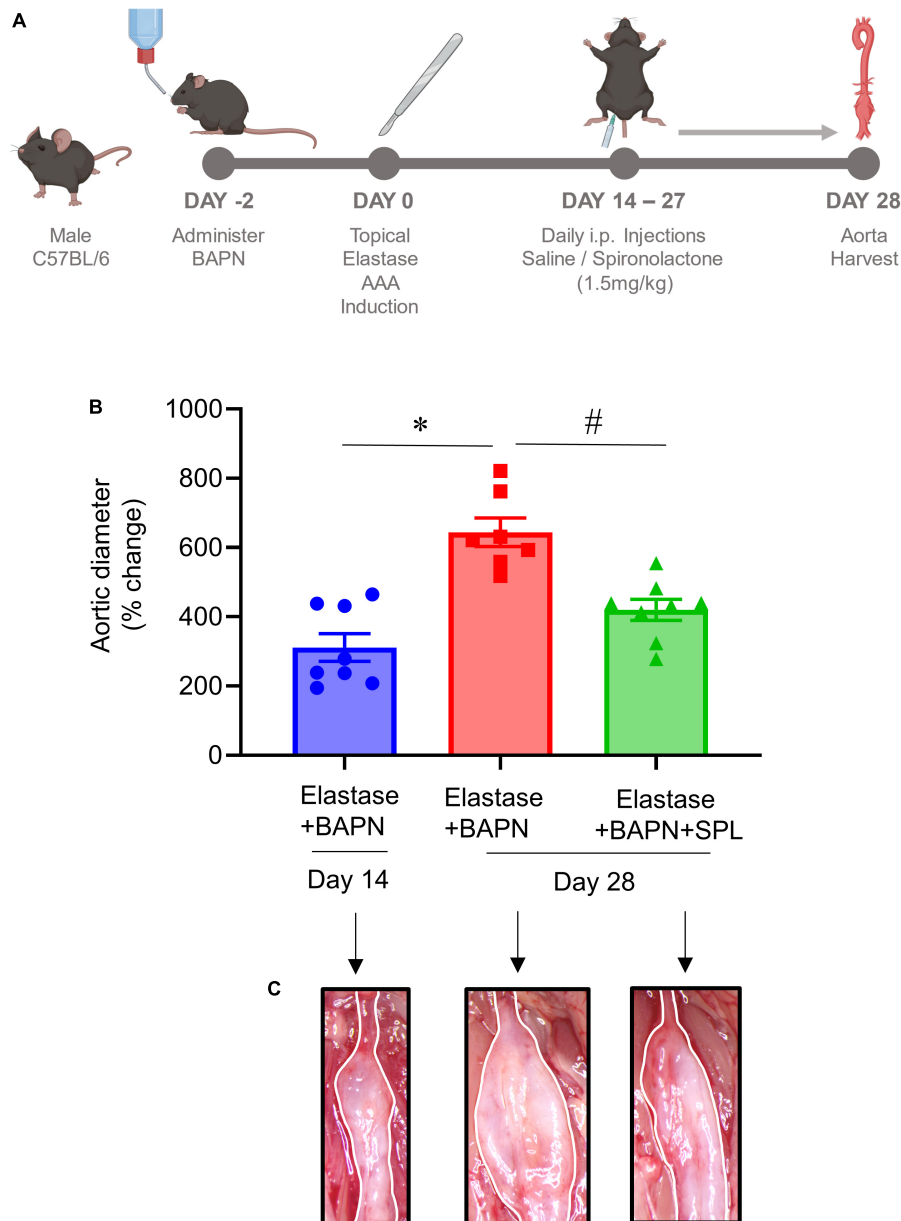 A
DAY -2
DAY 0
DAY 14 – 27
DAY 28
Male
C57BL/6
Administer
BAPN
Topical
Elastase
AAA
Induction
Daily i.p. Injections
Saline / Spironolactone
(1.5mg/kg)
Aorta
Harvest
B
Aortic diameter
(% change)
1000
800
600
400
200
0
*
#
Elastase
+BAPN
Elastase
+BAPN
Elastase
+BAPN+SPL
Day 14
Day 28
C